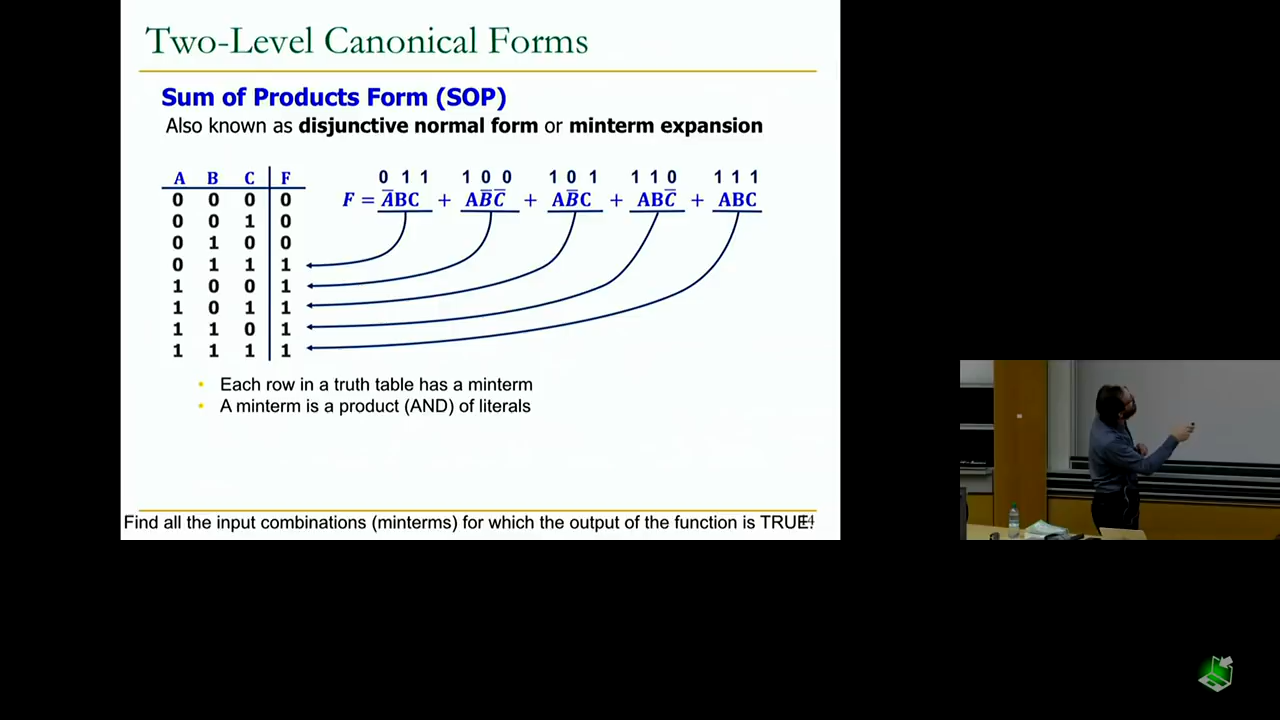 Two-Level Canonical Forms
Sum of Products Form (SOP)
Also known as disjunctive normal form or minterm expansion
A B C F
0 0 0 0
0 0 1 0
0 1 0 0
0 1 1 1
1 0 0 1
1 0 1 1
1 1 0 1
1 1 1 1
0 1 1 1 0 0 1 0 1 1 1 0 1 1 1
F = A̅BC + AB̅C̅ + AB̅C + ABC̅ + ABC
• Each row in a truth table has a minterm
• A minterm is a product (AND) of literals
Find all the input combinations (minterms) for which the output of the function is TRUE.